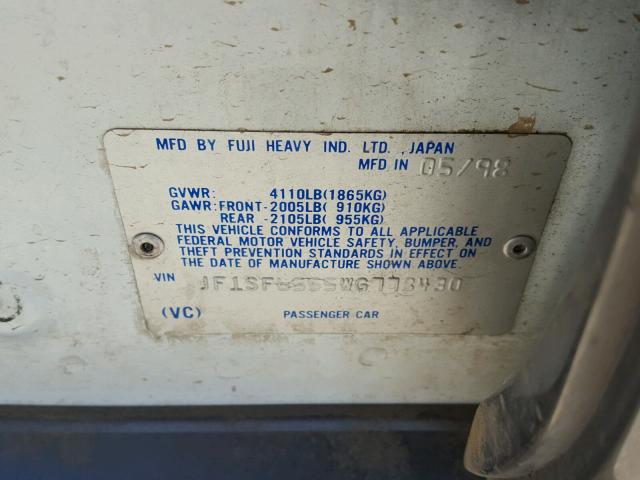 MFD BY FUJI HEAVY IND. LTD. ,JAPAN
MFD IN 05/98
GVWR: 4110LB(1865KG)
GAWR:FRONT-2005LB( 910KG)
REAR -2105LB( 955KG)
THIS VEHICLE CONFORMS TO ALL APPLICABLE
FEDERAL MOTOR VEHICLE SAFETY, BUMPER, AND
THEFT PREVENTION STANDARDS IN EFFECT ON
THE DATE OF MANUFACTURE SHOWN ABOVE.
VIN
(VC) PASSENGER CAR